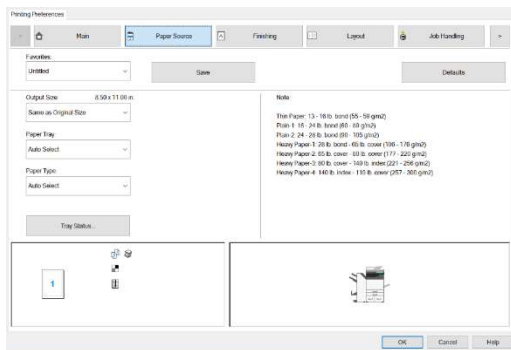 Printing Preferences
Main
Paper Source
Finishing
Layout
Job Handling
Favorites:
Untitled
Save
Defaults
Output Size: 8.50 x 11.00 in.
Same as Original Size
Paper Tray:
Auto Select
Paper Type:
Auto Select
Tray Status...
Note:
Thin Paper: 13 - 16 lb. bond (55 - 59 g/m2)
Plain 1: 16 - 24 lb. bond (60 - 89 g/m2)
Plain 2: 24 - 28 lb. bond (90 - 105 g/m2)
Heavy Paper-1: 28 lb. bond - 65 lb. cover (106 - 176 g/m2)
Heavy Paper-2: 65 lb. cover - 80 lb. cover (177 - 220 g/m2)
Heavy Paper-3: 80 lb. cover - 140 lb. index (221 - 256 g/m2)
Heavy Paper-4: 140 lb. index - 110 lb. cover (257 - 300 g/m2)
1
OK
Cancel
Help